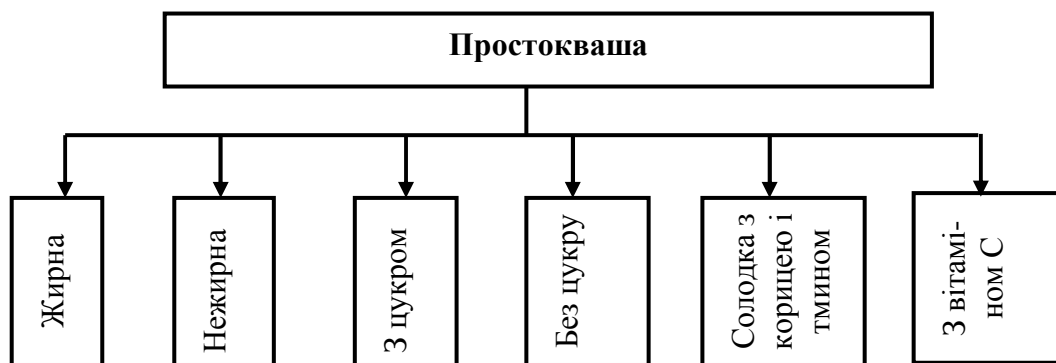 Простокваша
Жирна
Нежирна
З цукром
Без цукру
Солодка з
корицею і
тмином
З вітамі-
ном С